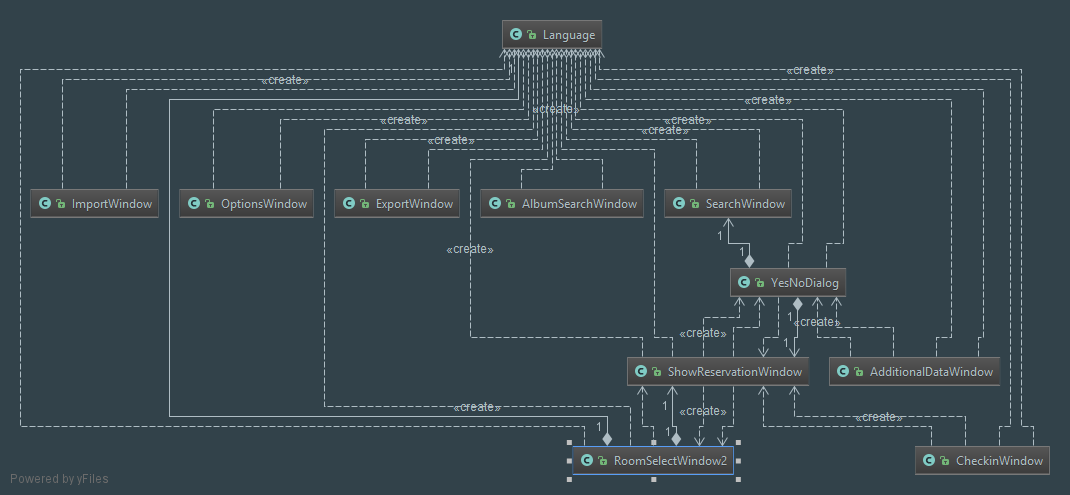 C Language
«create» 1 «create»
«create» «create»
«create» «create»
«create» «create»
C ImportWindow C OptionsWindow C ExportWindow C AlbumSearchWindow C SearchWindow
1
«create» 1
C YesNoDialog
1 «create»
«create»
1
C ShowReservationWindow C AdditionalDataWindow
1 «create» «create»
«create»
1 1
C RoomSelectWindow2 C CheckinWindow
Powered by yFiles